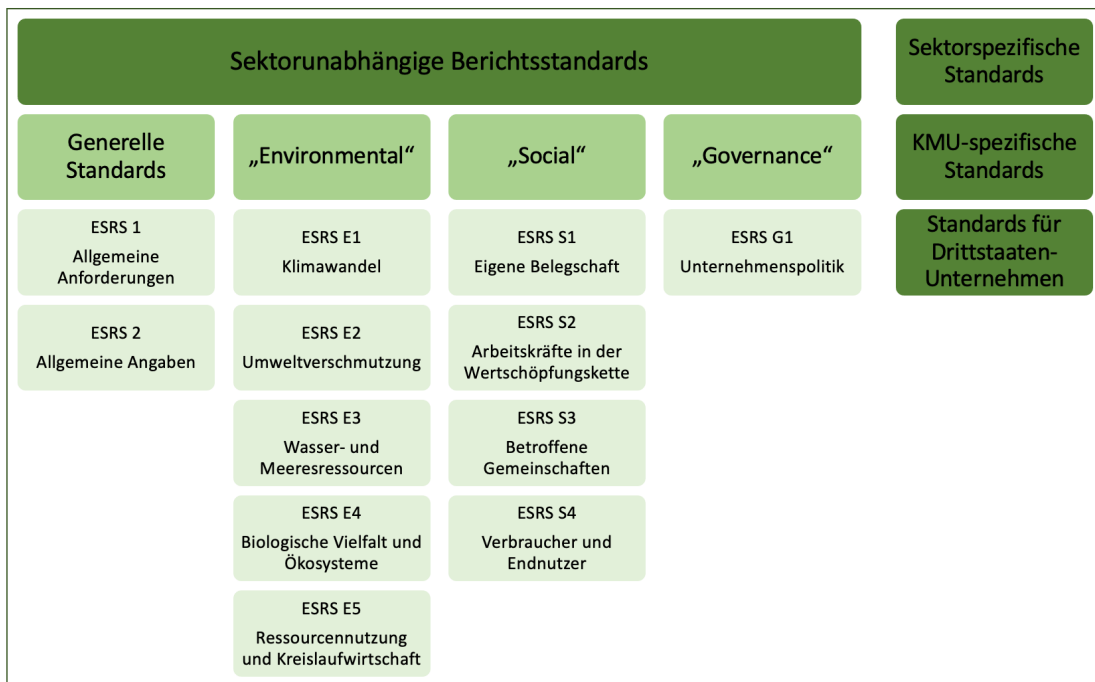 Sektorunabhängige Berichtsstandards
Generelle
Standards
„Environmental“
„Social“
„Governance“
ESRS 1
Allgemeine
Anforderungen
ESRS E1
Klimawandel
ESRS S1
Eigene Belegschaft
ESRS G1
Unternehmenspolitik
ESRS 2
Allgemeine Angaben
ESRS E2
Umweltverschmutzung
ESRS S2
Arbeitskräfte in der
Wertschöpfungskette
ESRS E3
Wasser- und
Meeresressourcen
ESRS S3
Betroffene
Gemeinschaften
ESRS E4
Biologische Vielfalt und
Ökosysteme
ESRS S4
Verbraucher und
Endnutzer
ESRS E5
Ressourcennutzung
und Kreislaufwirtschaft
Sektorspezifische
Standards
KMU-spezifische
Standards
Standards für
Drittstaaten-
Unternehmen